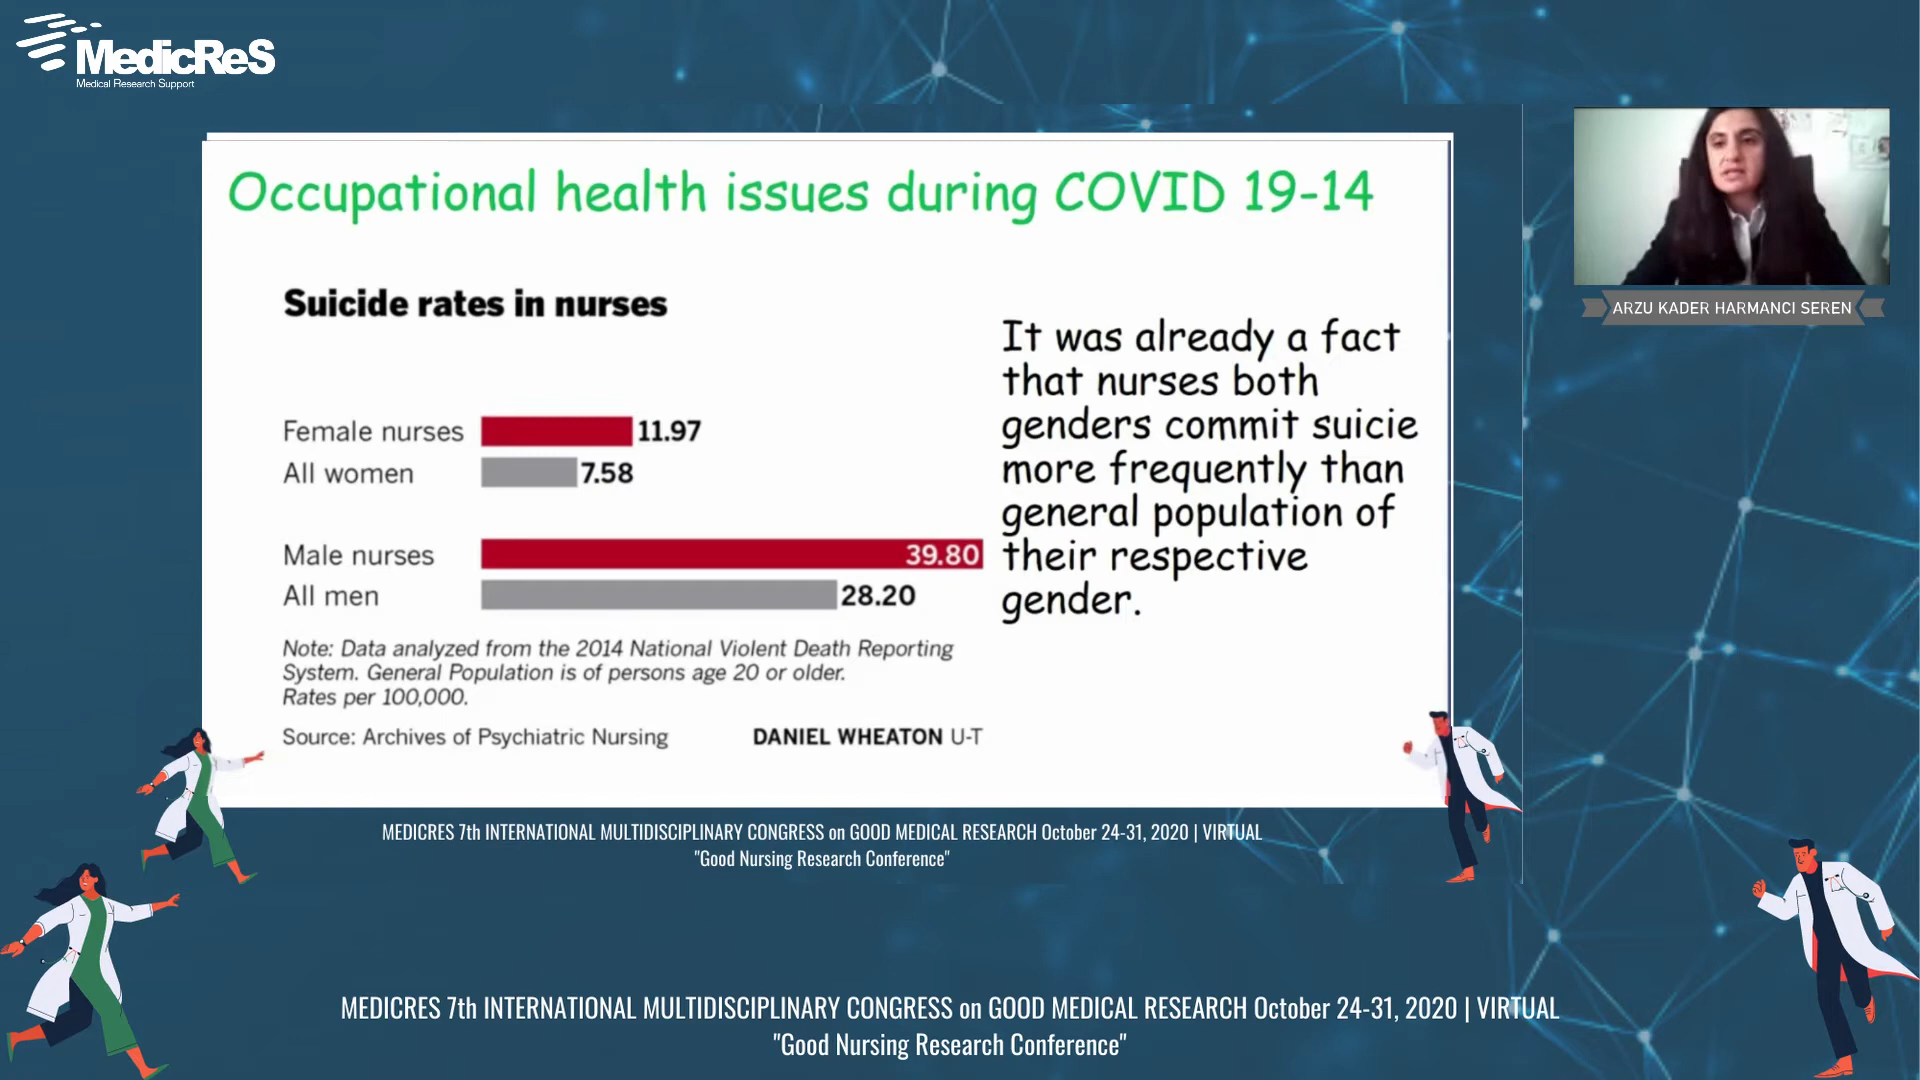 MedicReS
Medical Research Support
Occupational health issues during COVID 19-14
Suicide rates in nurses
Female nurses 11.97
All women 7.58
Male nurses 39.80
All men 28.20
Note: Data analyzed from the 2014 National Violent Death Reporting
System. General Population is of persons age 20 or older.
Rates per 100,000.
Source: Archives of Psychiatric Nursing DANIEL WHEATON U-T
It was already a fact
that nurses both
genders commit suicie
more frequently than
general population of
their respective
gender.
ARZU KADER HARMANCI SEREN
MEDICRES 7th INTERNATIONAL MULTIDISCIPLINARY CONGRESS on GOOD MEDICAL RESEARCH October 24-31, 2020 | VIRTUAL
"Good Nursing Research Conference"
MEDICRES 7th INTERNATIONAL MULTIDISCIPLINARY CONGRESS on GOOD MEDICAL RESEARCH October 24-31, 2020 | VIRTUAL
"Good Nursing Research Conference"